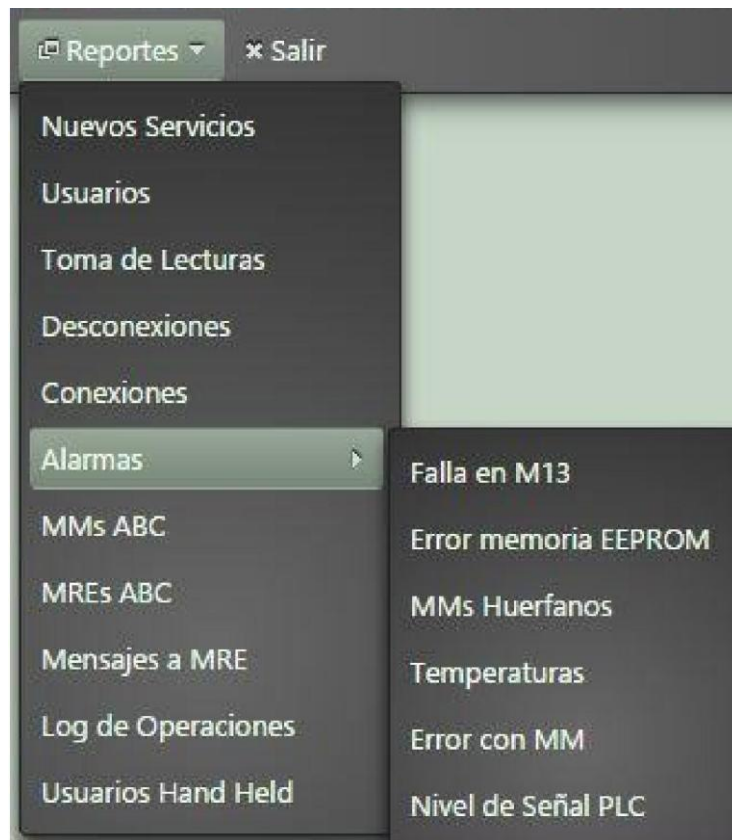 Reportes
Salir
Nuevos Servicios
Usuarios
Toma de Lecturas
Desconexiones
Conexiones
Alarmas
MMs ABC
MREs ABC
Mensajes a MRE
Log de Operaciones
Usuarios Hand Held
Falla en M13
Error memoria EEPROM
MMs Huerfanos
Temperaturas
Error con MM
Nivel de Señal PLC